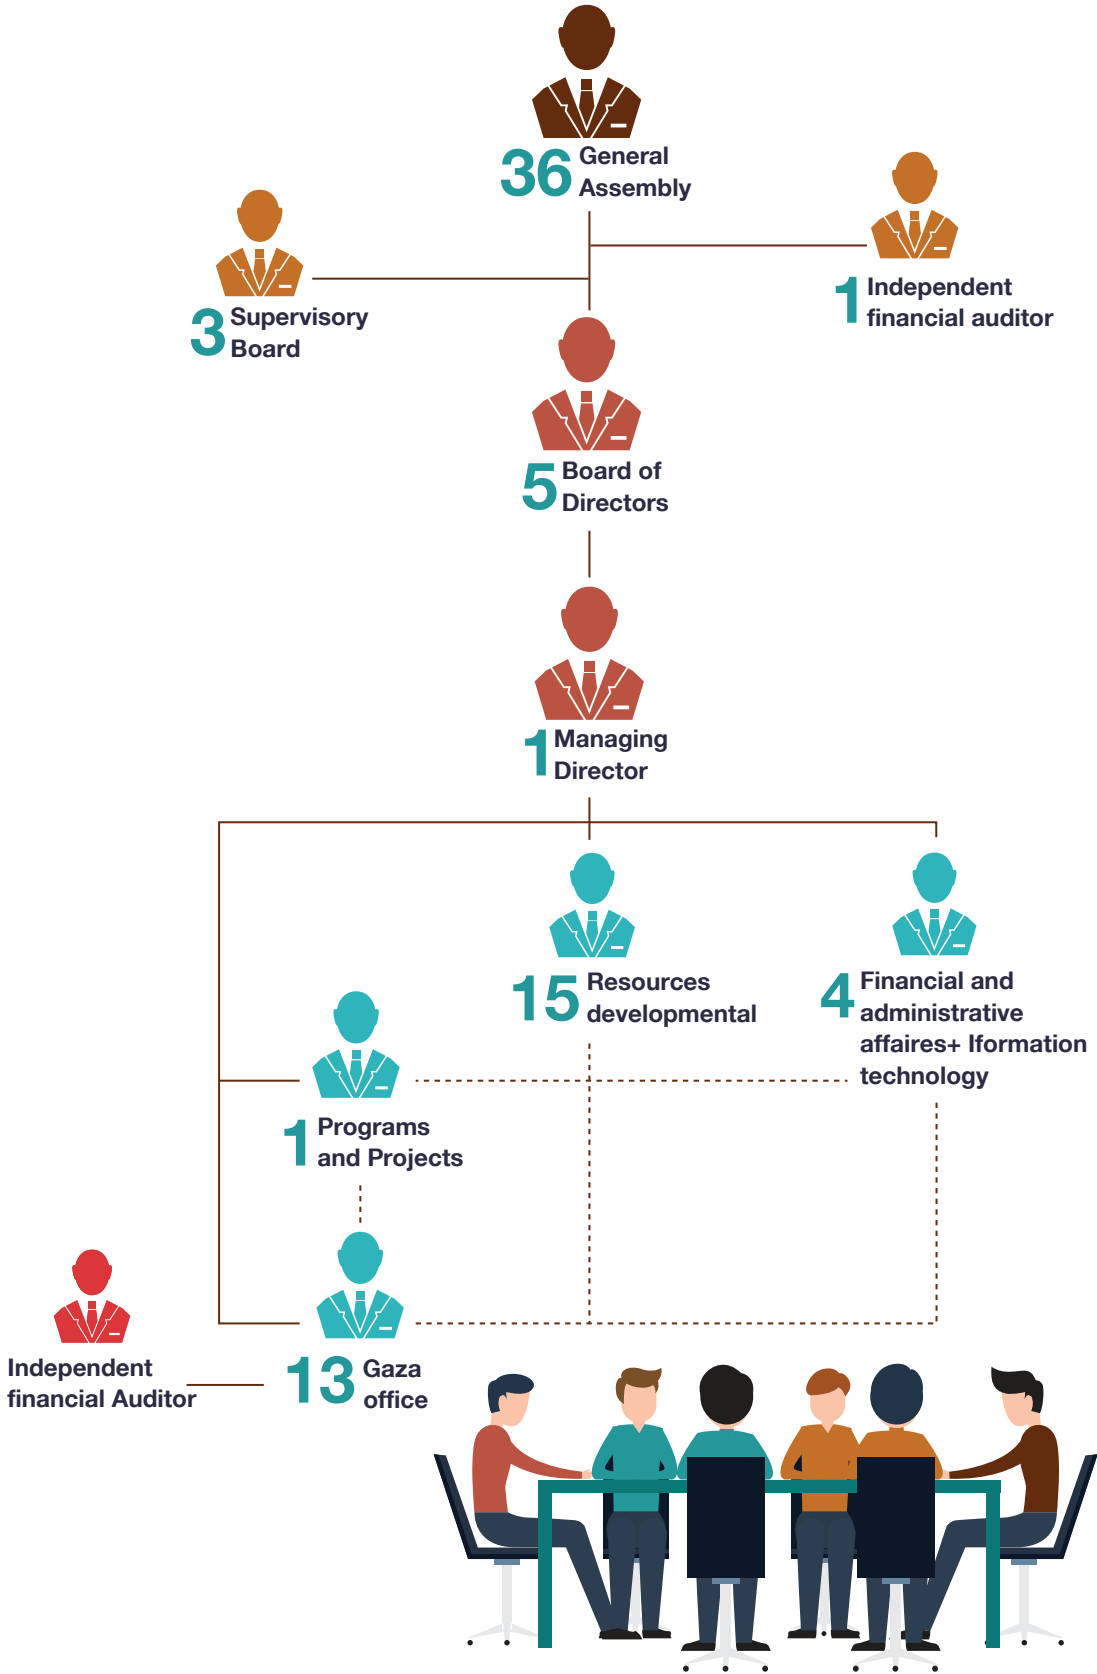 36 General
Assembly
3 Supervisory
Board
1 Independent
financial auditor
5 Board of
Directors
1 Managing
Director
15 Resources
developmental
4 Financial and
administrative
affaires+ Iformation
technology
1 Programs
and Projects
Independent
financial Auditor
13 Gaza
office